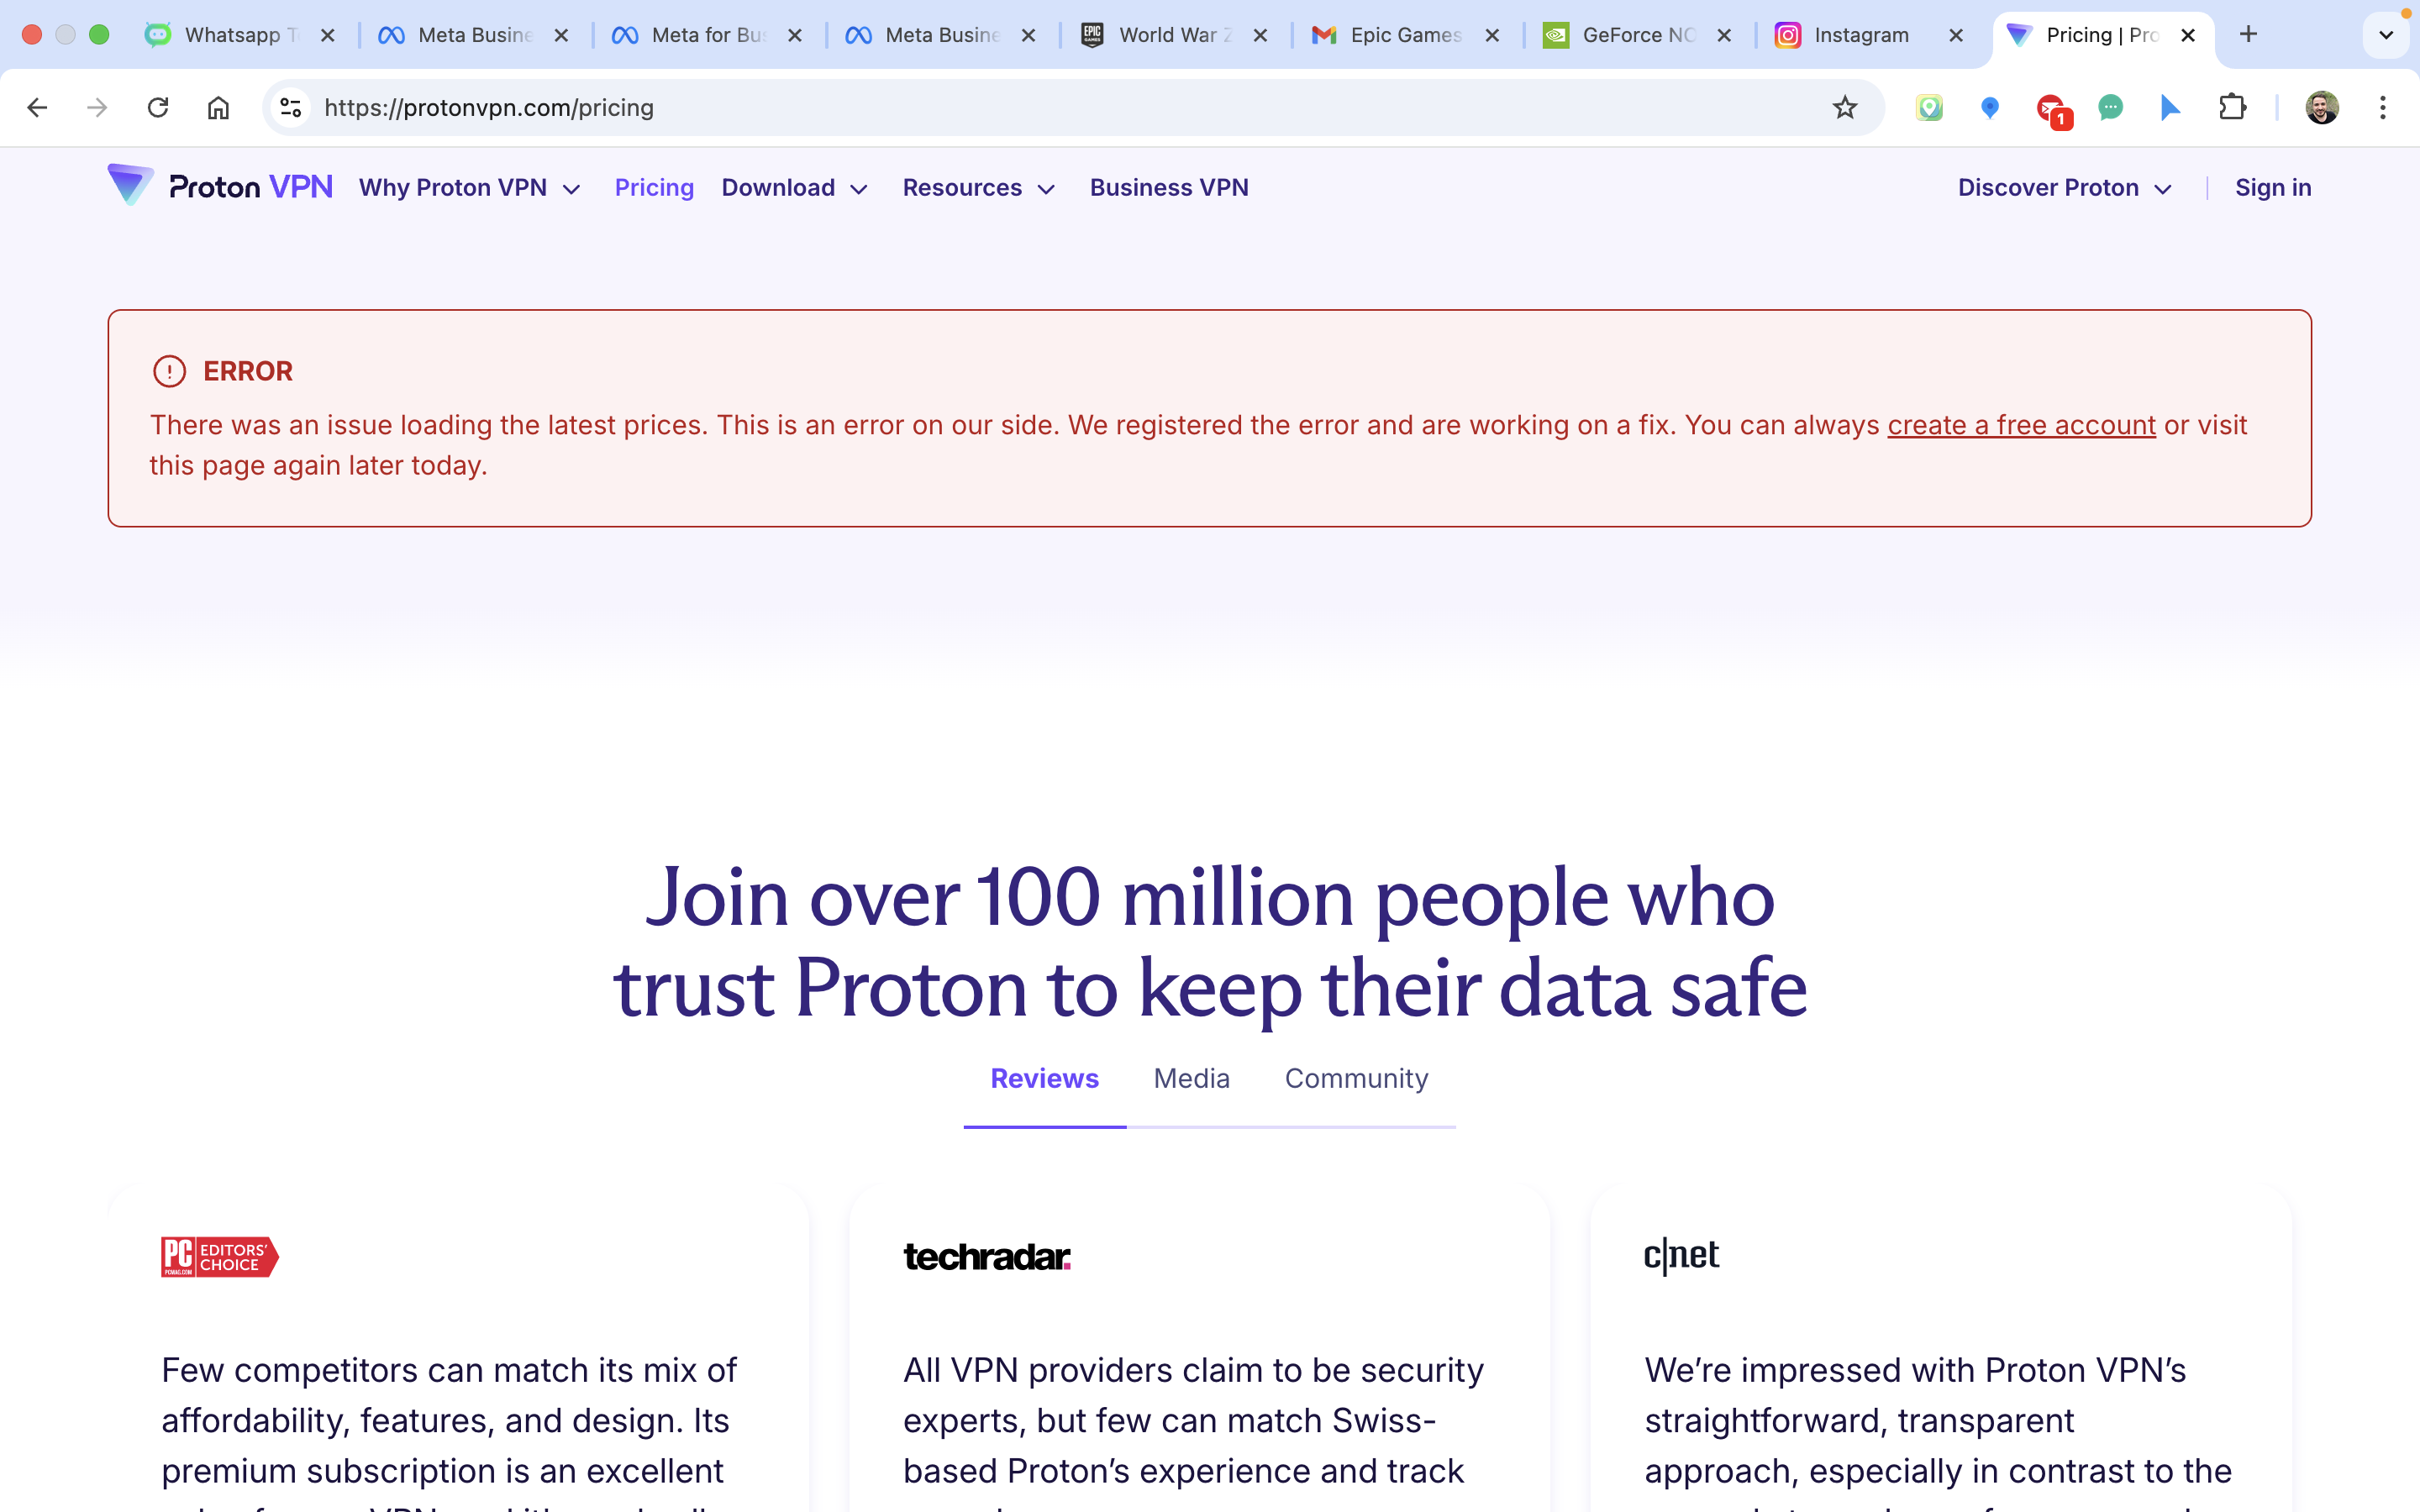 Whatsapp
Meta Busine
Meta for Bus
Meta Busine
World War Z
Epic Games
GeForce NO
Instagram
Pricing | Pro
https://protonvpn.com/pricing
1
Proton VPN
Why Proton VPN
Pricing
Download
Resources
Business VPN
Discover Proton
Sign in
ERROR
There was an issue loading the latest prices. This is an error on our side. We registered the error and are working on a fix. You can always create a free account or visit
this page again later today.
Join over 100 million people who
trust Proton to keep their data safe
Reviews
Media
Community
PC EDITORS'
PCMAG.COM CHOICE
Few competitors can match its mix of
affordability, features, and design. Its
premium subscription is an excellent
techradar.
All VPN providers claim to be security
experts, but few can match Swiss-
based Proton’s experience and track
c|net
We’re impressed with Proton VPN’s
straightforward, transparent
approach, especially in contrast to the